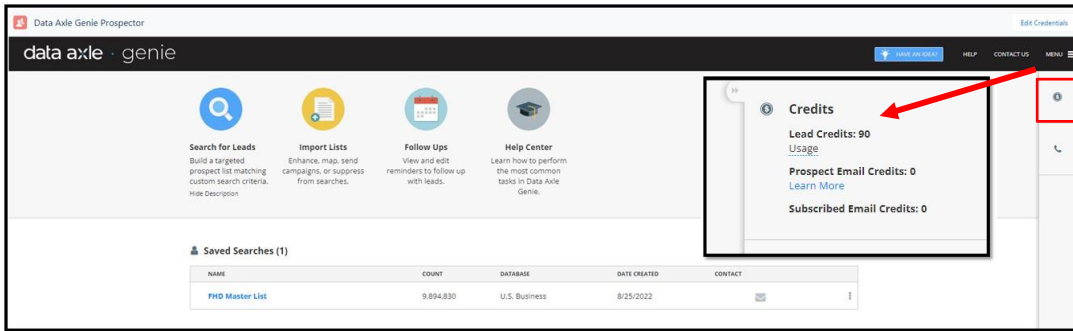 Data Axle Genie Prospector
Edit Credentials
data axle · genie
HAVE AN IDEA?
HELP
CONTACT US
MENU
Search for Leads
Build a targeted
prospect list matching
custom search criteria.
Hide Description
Import Lists
Enhance, map, send
campaigns, or suppress
from searches.
Follow Ups
View and edit
reminders to follow up
with leads.
Help Center
Learn how to perform
the most common
tasks in Data Axle
Genie.
Credits
Lead Credits: 90
Usage
Prospect Email Credits: 0
Learn More
Subscribed Email Credits: 0
Saved Searches (1)
NAME COUNT DATABASE DATE CREATED CONTACT
FHD Master List 9,894,830 U.S. Business 8/25/2022